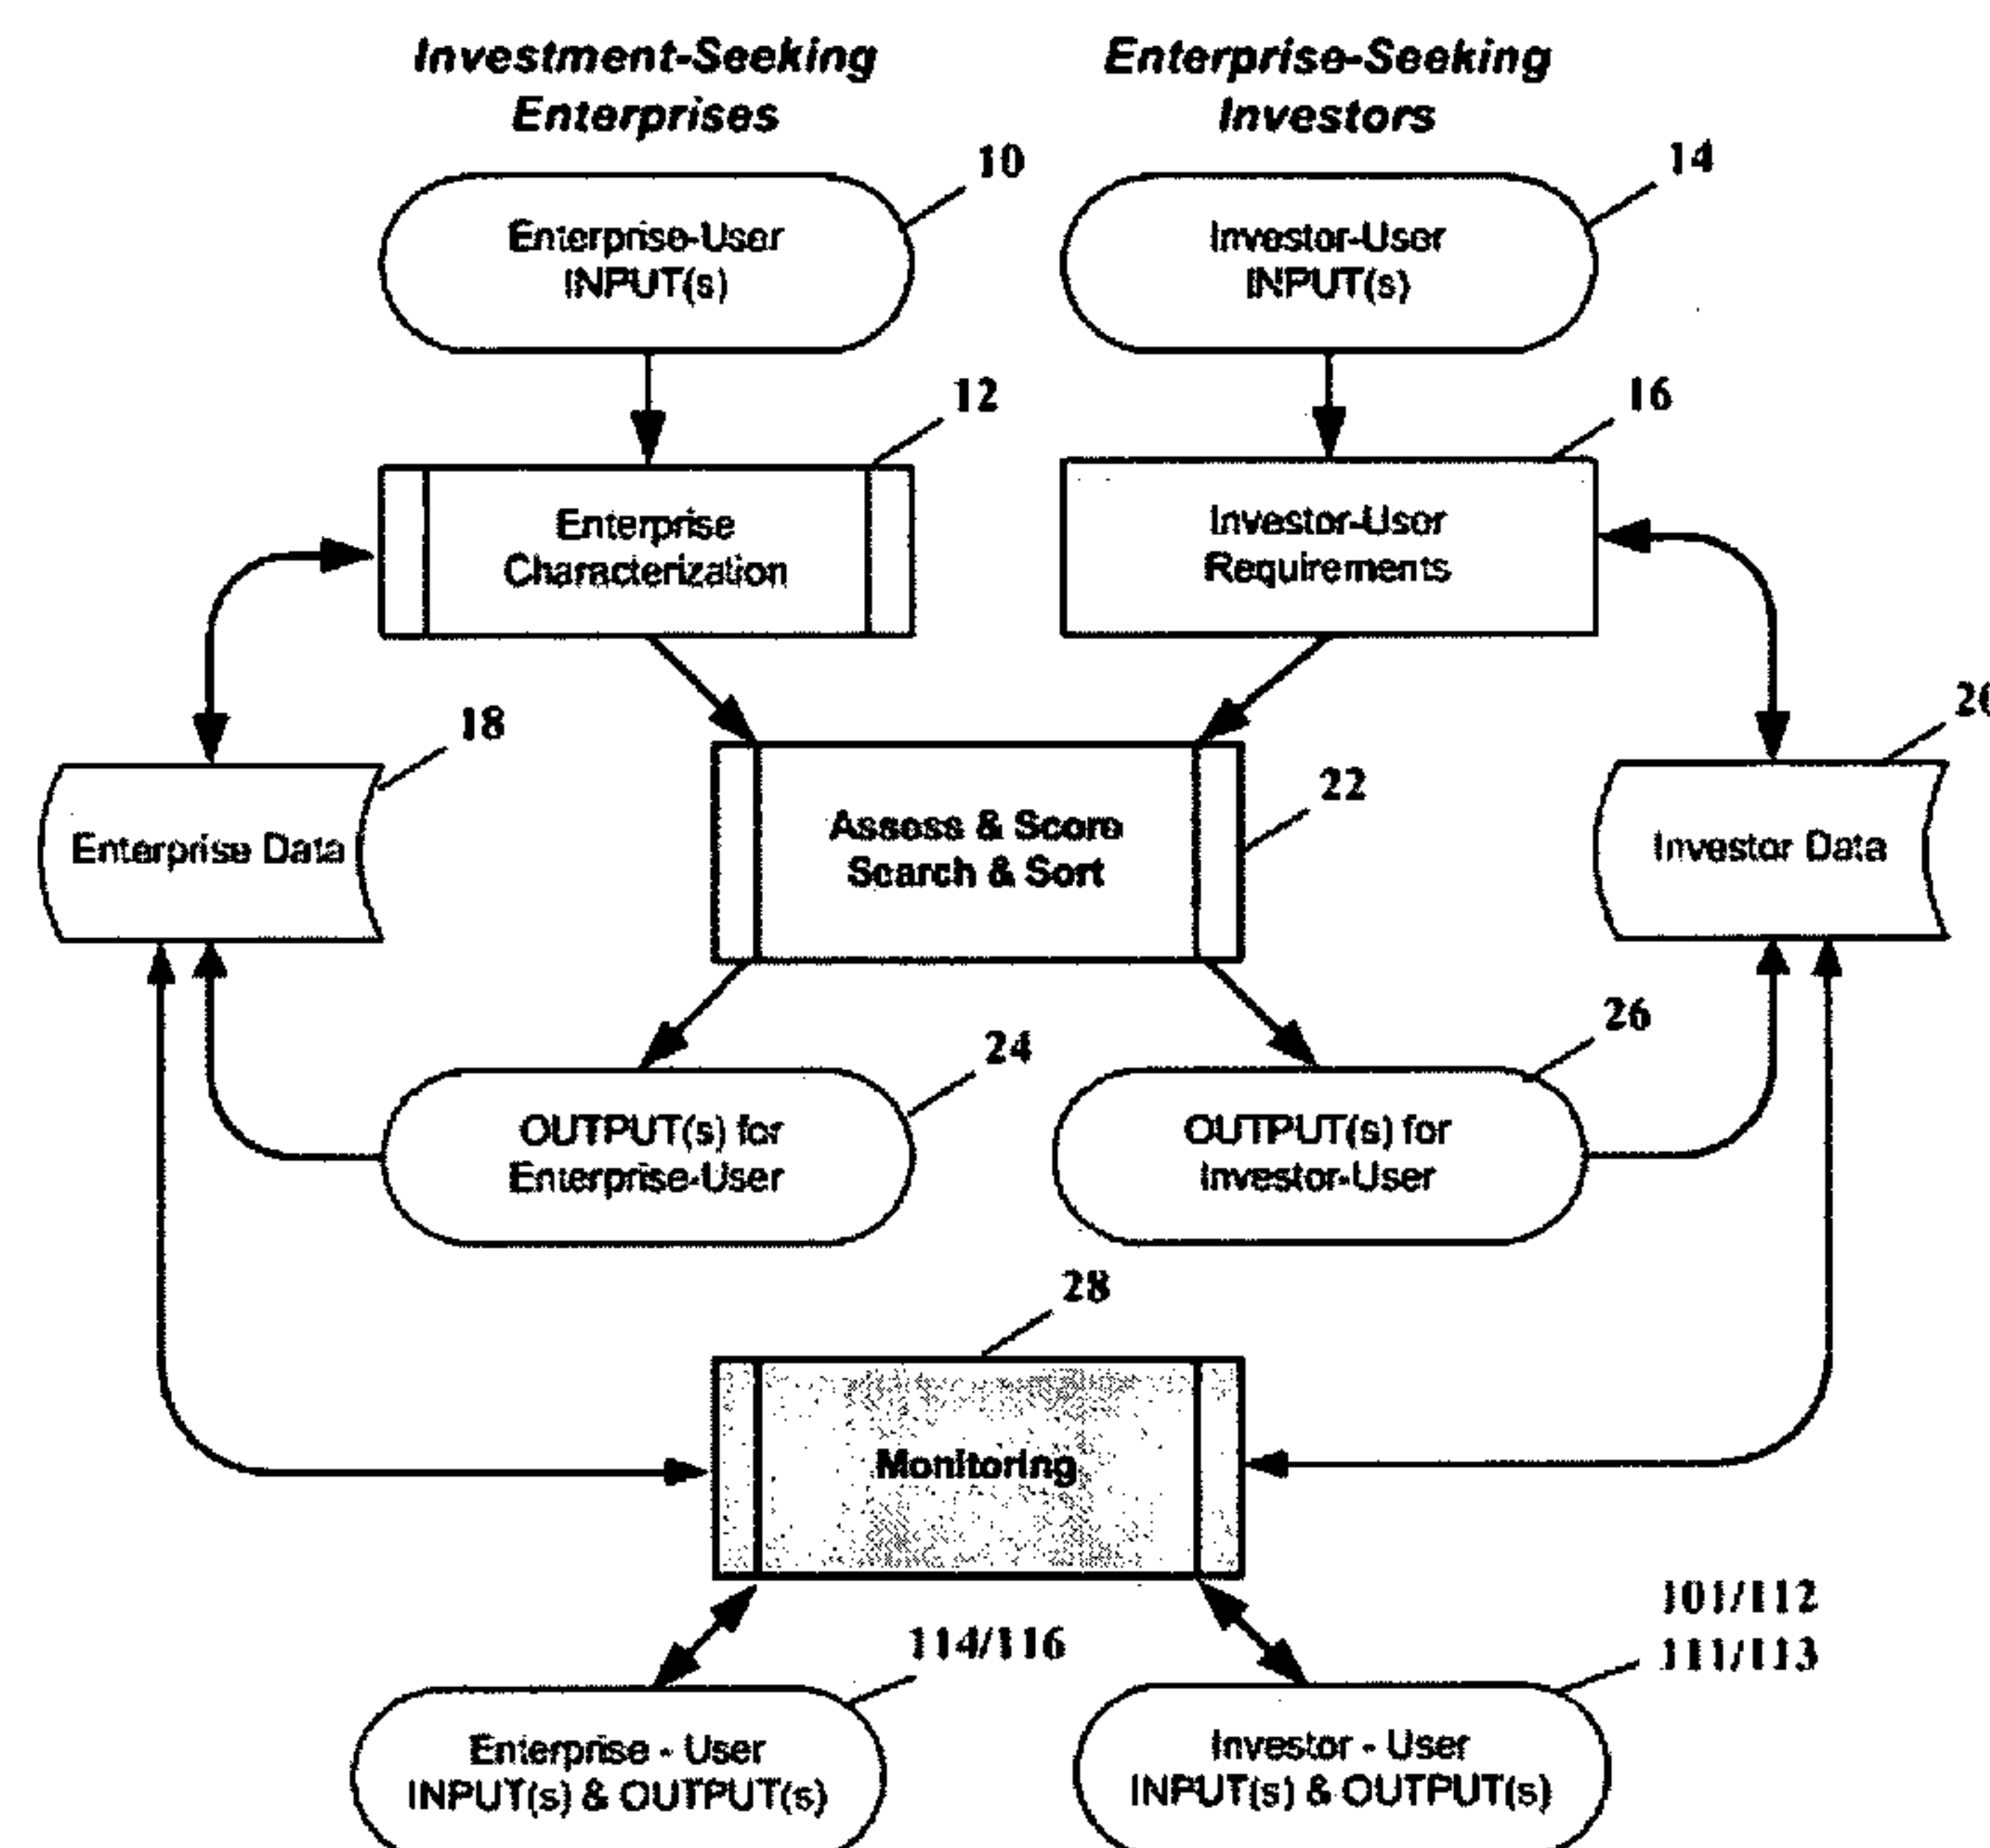 Investment-Seeking
Enterprises
Enterprise-Seeking
Investors
10
14
Enterprise-User
INPUT(s)
Investor-User
INPUT(s)
12
16
Enterprise
Characterization
Investor-User
Requirements
18
20
22
Enterprise Data
Assess & Score
Search & Sort
Investor Data
24
26
OUTPUT(s) for
Enterprise-User
OUTPUT(s) for
Investor-User
28
Monitoring
114/116
101/112
111/113
Enterprise - User
INPUT(s) & OUTPUT(s)
Investor - User
INPUT(s) & OUTPUT(s)